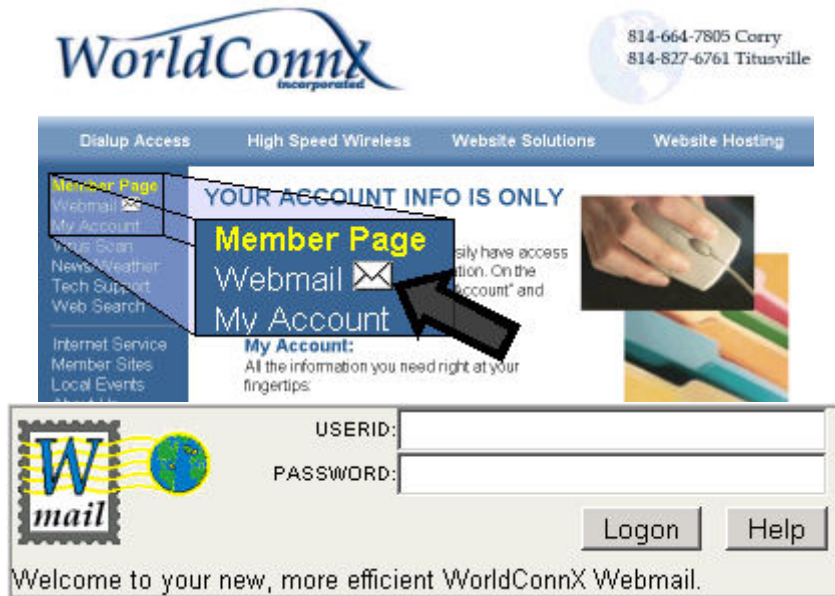 WorldConnX
incorporated
814-664-7805 Corry
814-827-6761 Titusville
Dialup Access High Speed Wireless Website Solutions Website Hosting
Member Page
Webmail
My Account
Virus Scan
News/Weather
Tech Support
Web Search
Internet Service
Member Sites
Local Events
About Us
YOUR ACCOUNT INFO IS ONLY
Member Page
Webmail
My Account
sily have access
ation. On the
Account" and
My Account:
All the information you need right at your
fingertips:
W
mail
USERID:
PASSWORD:
Logon Help
Welcome to your new, more efficient WorldConnX Webmail.